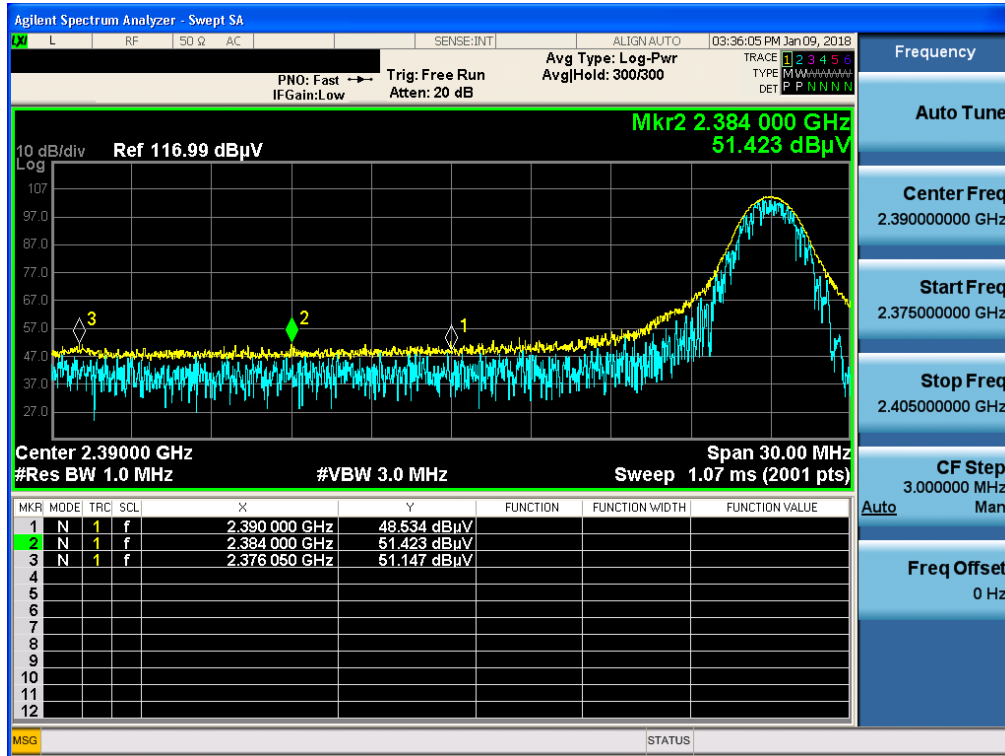 Agilent Spectrum Analyzer - Swept SA
LXI L RF 50 Ω AC SENSE:INT ALIGN AUTO 03:36:05 PM Jan 09, 2018
Frequency
PNO: Fast
IFGain:Low
Trig: Free Run
Atten: 20 dB
Avg Type: Log-Pwr
Avg|Hold: 300/300
TRACE 1 2 3 4 5 6
TYPE M W W W W W
DET P P N N N N
Auto Tune
Mkr2 2.384 000 GHz
51.423 dBµV
10 dB/div Ref 116.99 dBµV
Log
107
97.0
87.0
77.0
67.0
57.0
47.0
37.0
27.0
3
2
1
Center Freq
2.390000000 GHz
Start Freq
2.375000000 GHz
Stop Freq
2.405000000 GHz
Center 2.39000 GHz Span 30.00 MHz
#Res BW 1.0 MHz #VBW 3.0 MHz Sweep 1.07 ms (2001 pts)
CF Step
3.000000 MHz
Auto Man
Freq Offset
0 Hz
MKR MODE TRC SCL X Y FUNCTION FUNCTION WIDTH FUNCTION VALUE
1 N 1 f 2.390 000 GHz 48.534 dBµV
2 N 1 f 2.384 000 GHz 51.423 dBµV
3 N 1 f 2.376 050 GHz 51.147 dBµV
4
5
6
7
8
9
10
11
12
MSG STATUS